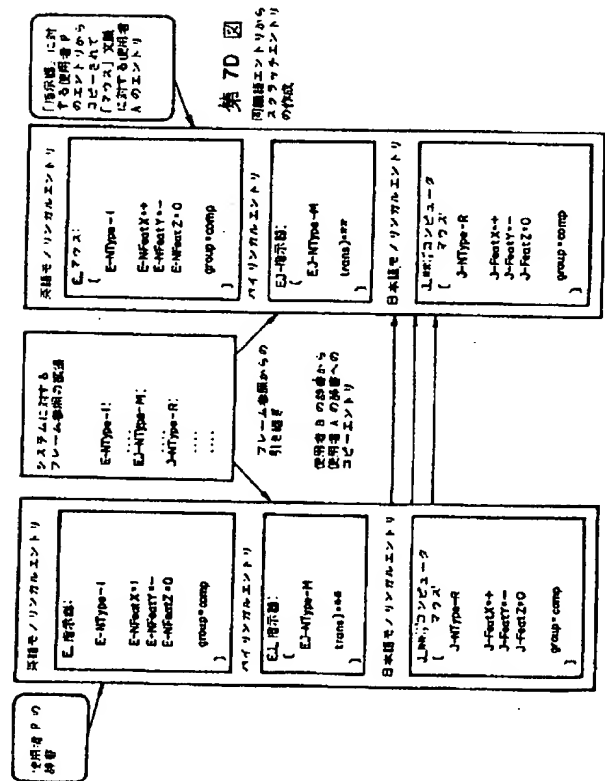 使用者 P の
辞書
英語モノリンガルエントリ
E_指示器:
E-NType-1
E-NFeatX=1
E-NFeatY=-
E-NFeatZ=0
group=comp
バイリンガルエントリ
EJ_指示器:
[
EJ-NType-M
trans]=**
]
日本語モノリンガルエントリ
コンピュータ
[ マウス'
J-NType-R
J-FeatX=+
J-FeatY=-
J-FeatZ=0
group=comp
]
システムに対する
フレーム参照の
E-NType-1:
....
EJ-NType-M:
....
J-NType-R:
....
....
フレーム参照からの
引き継ぎ
使用者 B の辞書から
使用者 A の辞書への
コピーエントリ
英語モノリンガルエントリ
E_マウス:
[
E-NType-1
E-NFeatX=+
E-NFeatY=-
E-NFeatZ=0
group=comp
]
バイリンガルエントリ
EJ-指示器:
[
EJ-NType-M
trans]=**
]
日本語モノリンガルエントリ
コンピュータ
[ マウス'
J-NType-R
J-FeatX=+
J-FeatY=-
J-FeatZ=0
group=comp
]
「指示器」に対
する使用者 P
のエントリから
コピーされて
「マウス」文献
に対する使用者
A のエントリ
第 7D 図
同義語エントリから
スクラッチエントリ
の作成